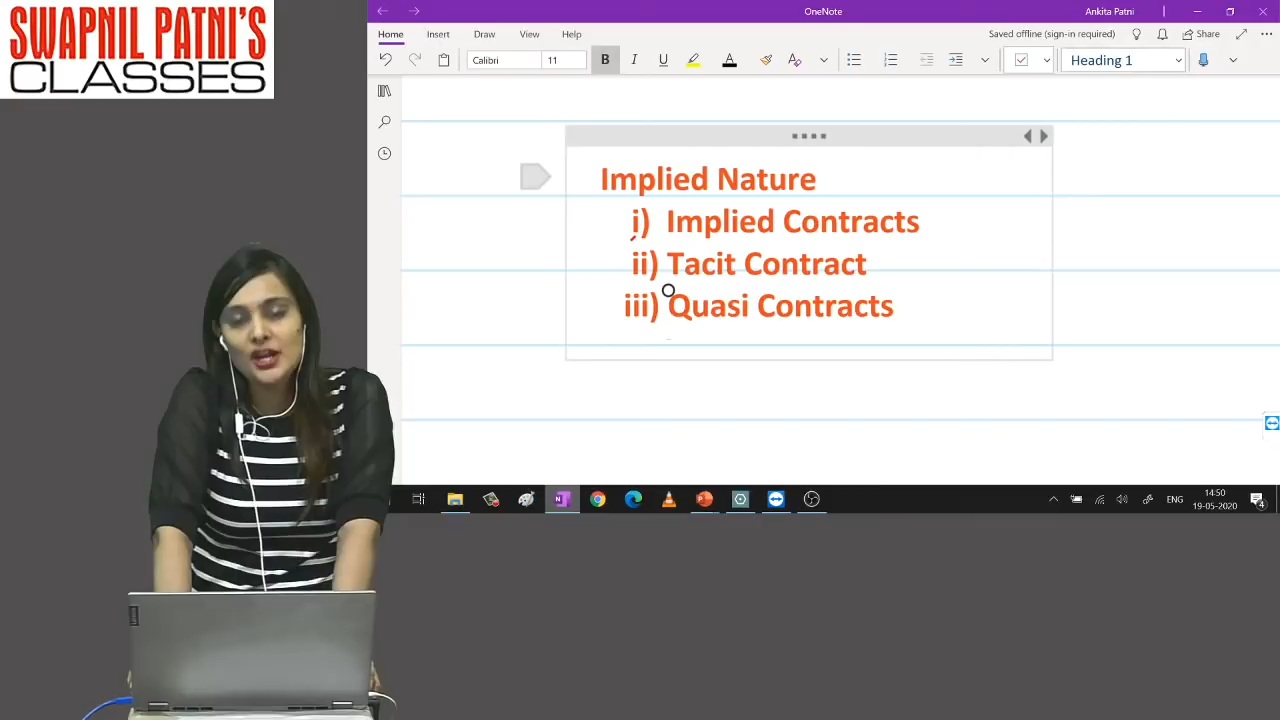 SWAPNIL PATNI'S
CLASSES
OneNote
Ankita Patni
Home Insert Draw View Help
Saved offline (sign-in required)
Share
Calibri 11 B I U A Heading 1
Implied Nature
i) Implied Contracts
ii) Tacit Contract
iii) Quasi Contracts
ENG
14:50
19-05-2020
4